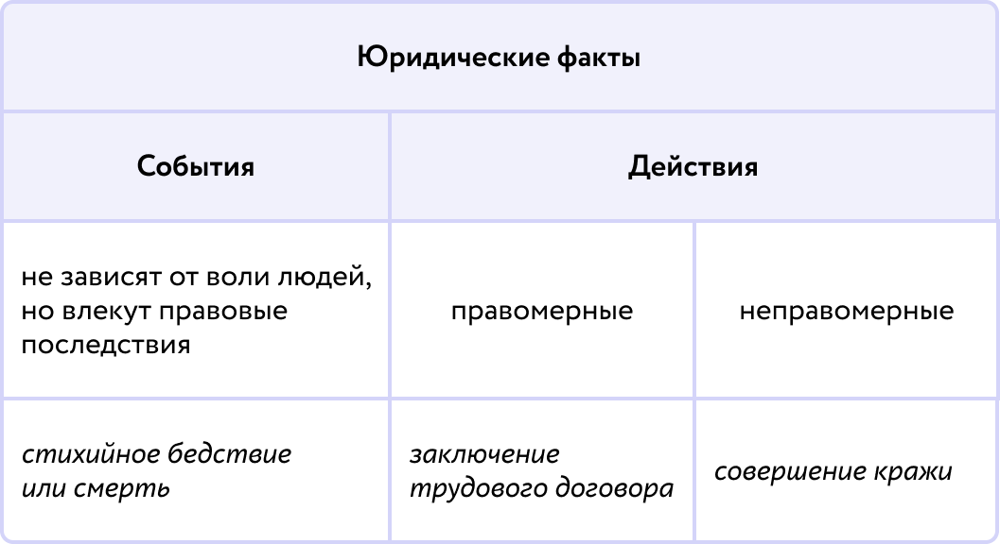 Юридические факты
События
Действия
не зависят от воли людей,
но влекут правовые
последствия
правомерные
неправомерные
стихийное бедствие
или смерть
заключение
трудового договора
совершение кражи